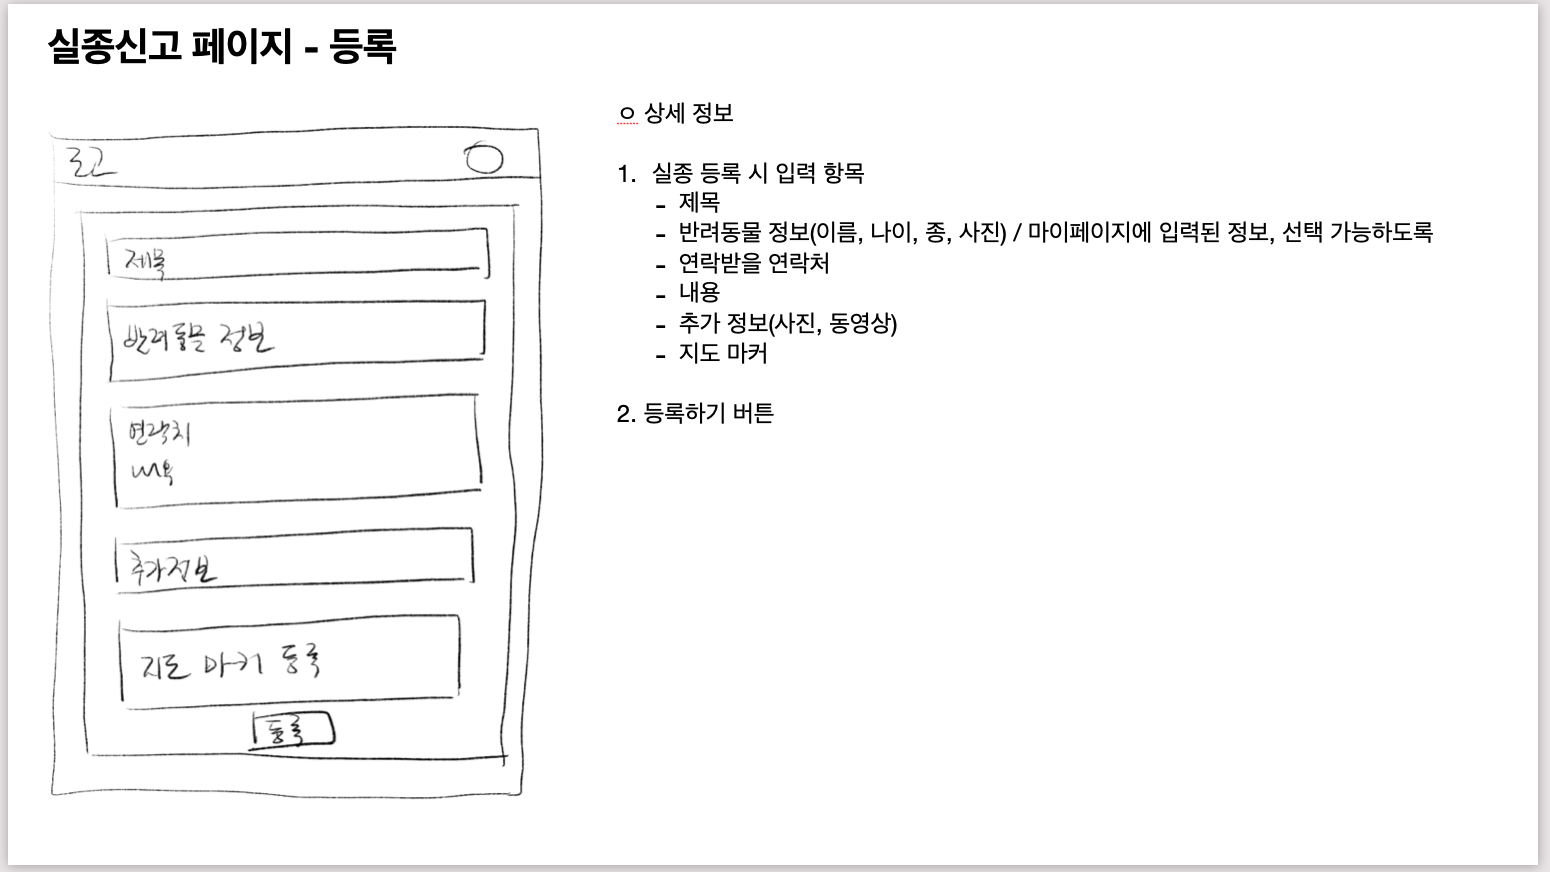 실종신고 페이지 - 등록
로고
제목
반려동물 정보
연락처
내용
추가정보
지도 마커 등록
등록
ㅇ 상세 정보
1. 실종 등록 시 입력 항목
- 제목
- 반려동물 정보(이름, 나이, 종, 사진) / 마이페이지에 입력된 정보, 선택 가능하도록
- 연락받을 연락처
- 내용
- 추가 정보(사진, 동영상)
- 지도 마커
2. 등록하기 버튼